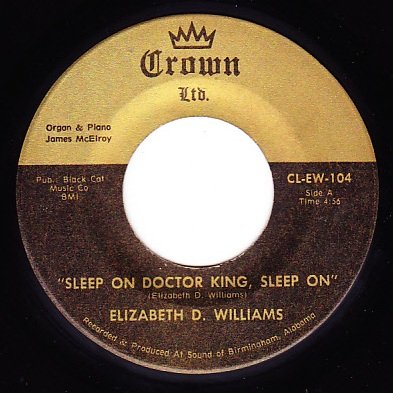 Crown
Ltd.
Organ & Piano
James McElroy
Pub.: Black Cat
Music Co
BMI
CL-EW-104
Side A
Time 4:56
"SLEEP ON DOCTOR KING, SLEEP ON"
(Elizabeth D. Williams)
ELIZABETH D. WILLIAMS
Recorded & Produced At Sound of Birmingham, Alabama